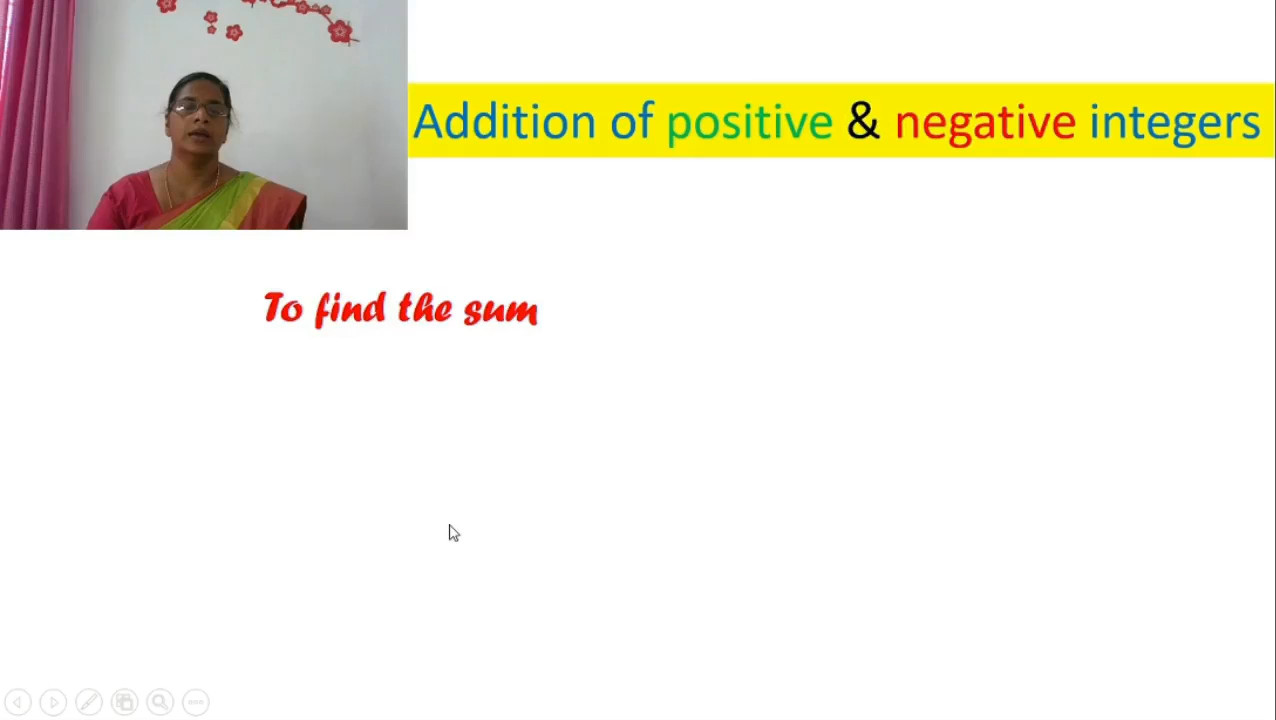 Addition of positive & negative integers
To find the sum